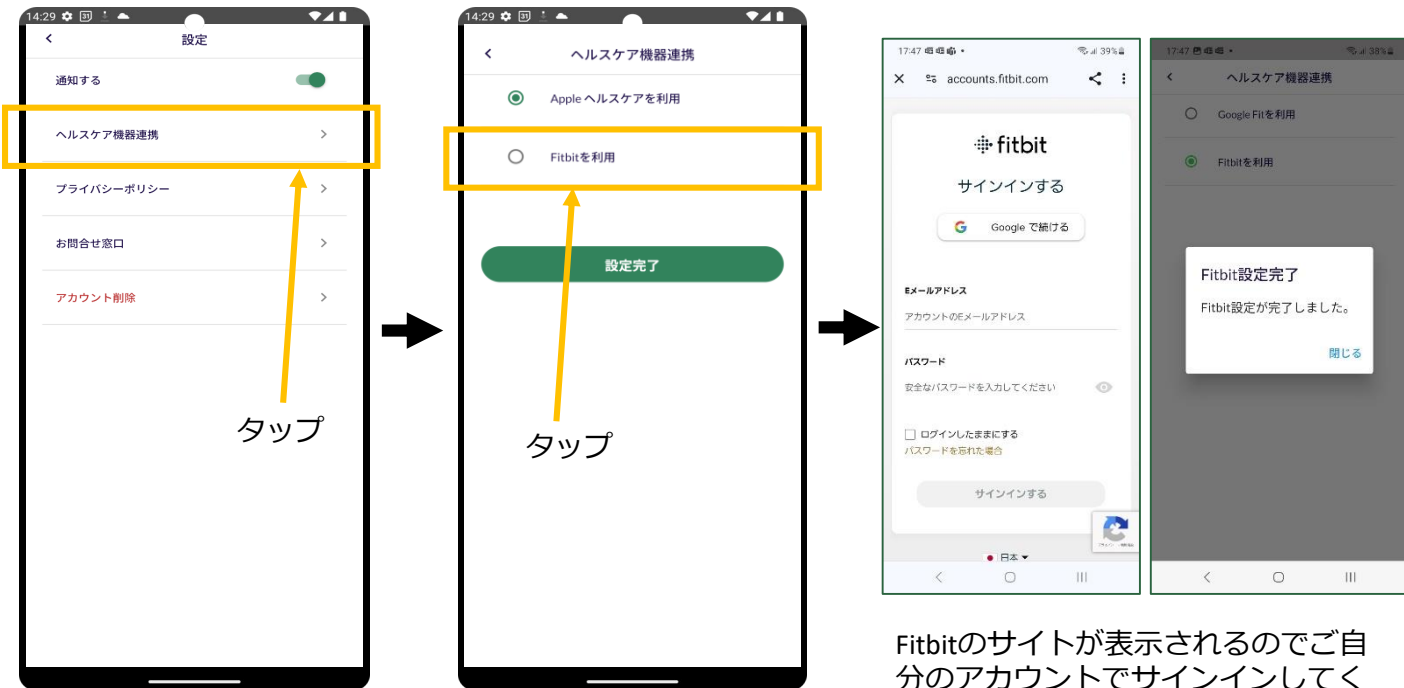 14:29
設定
通知する
ヘルスケア機器連携
プライバシーポリシー
お問合せ窓口
アカウント削除
タップ
14:29
ヘルスケア機器連携
Apple ヘルスケアを利用
Fitbitを利用
設定完了
タップ
17:47
39%
accounts.fitbit.com
fitbit
サインインする
Google で続ける
Eメールアドレス
アカウントのEメールアドレス
パスワード
安全なパスワードを入力してください
ログインしたままにする
パスワードを忘れた場合
サインインする
日本
17:47
38%
ヘルスケア機器連携
Google Fitを利用
Fitbitを利用
Fitbit設定完了
Fitbit設定が完了しました。
閉じる
Fitbitのサイトが表示されるのでご自
分のアカウントでサインインしてく